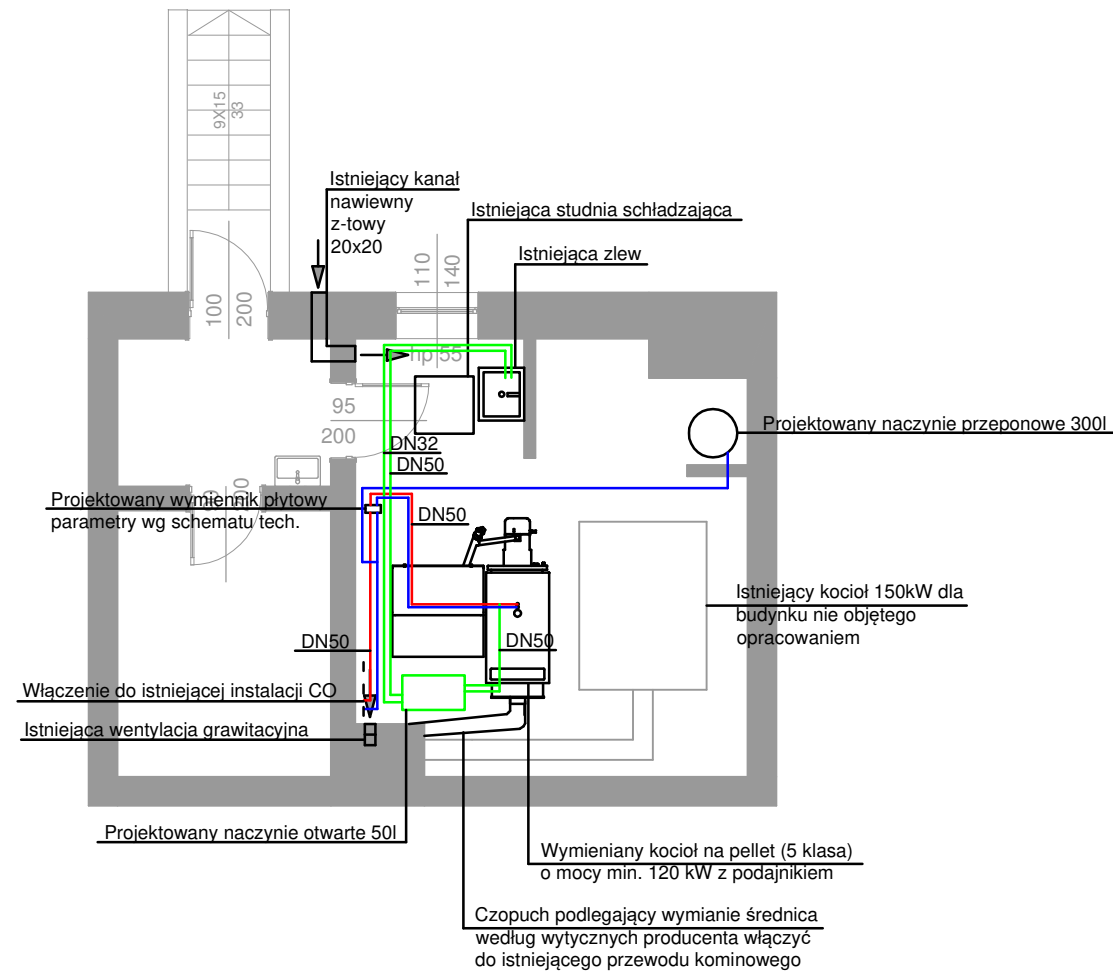 9X15
33
Istniejący kanał
nawiewny
z-towy
20x20
Istniejąca studnia schładzająca
Istniejąca zlew
110
140
100
200
hp 55
95
200
DN32
DN50
Projektowany naczynie przeponowe 300l
Projektowany wymiennik płytowy
parametry wg schematu tech.
DN50
Istniejący kocioł 150kW dla
budynku nie objętego
opracowaniem
DN50
DN50
Włączenie do istniejącej instalacji CO
Istniejąca wentylacja grawitacyjna
Projektowany naczynie otwarte 50l
Wymieniany kocioł na pellet (5 klasa)
o mocy min. 120 kW z podajnikiem
Czopuch podlegający wymianie średnica
według wytycznych producenta włączyć
do istniejącego przewodu kominowego